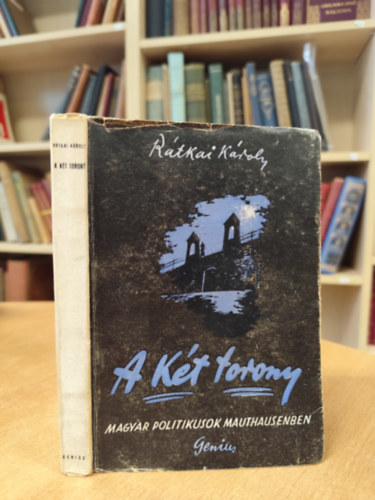 Rátkai Károly
A Két torony
MAGYAR POLITIKUSOK MAUTHAUSENBEN
Genius
RÁTKAI KÁROLY
A KÉT TORONY
GENIUS